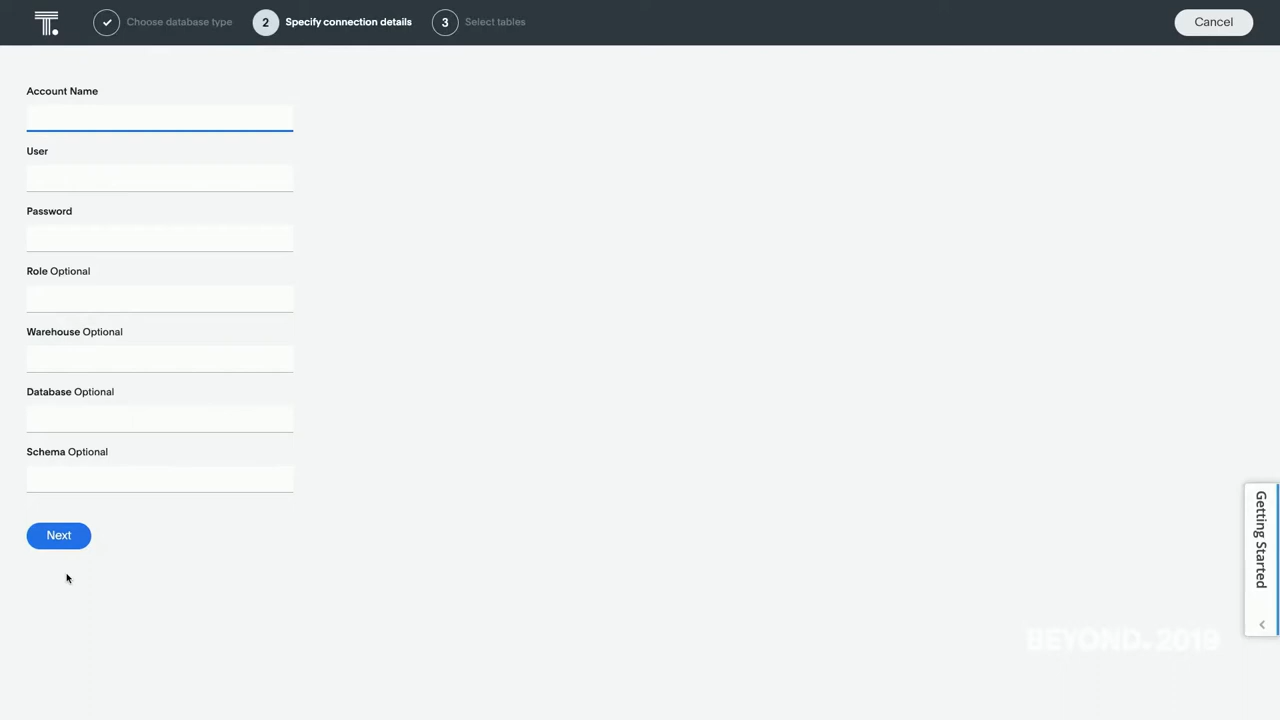 T.
Choose database type
2 Specify connection details
3 Select tables
Cancel
Account Name
User
Password
Role Optional
Warehouse Optional
Database Optional
Schema Optional
Next
Getting Started
BEYOND. 2019